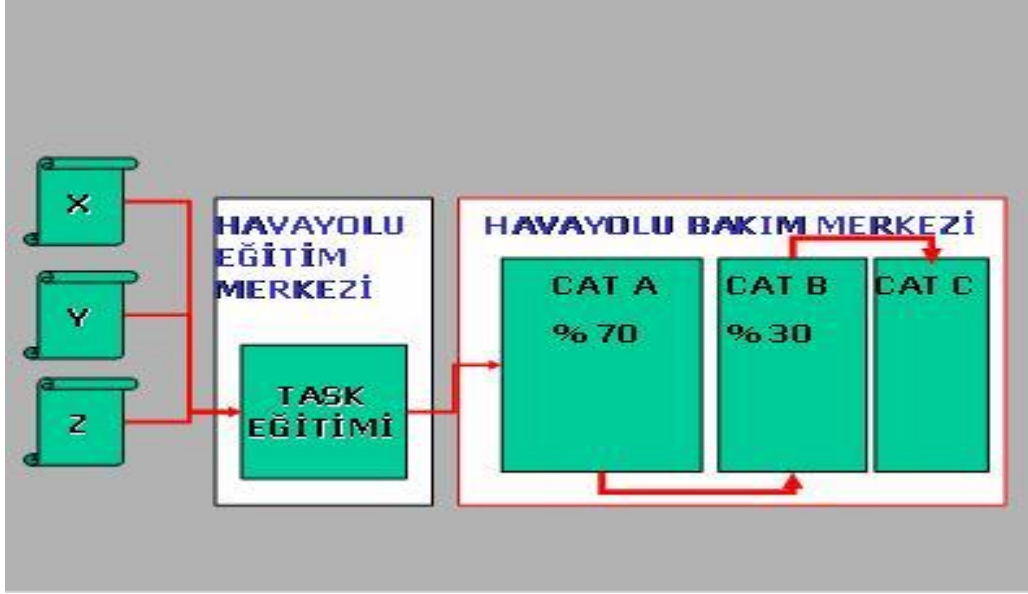 X
Y
Z
HAVAYOLU
EĞİTİM
MERKEZİ
TASK
EĞİTİMİ
HAVAYOLU BAKIM MERKEZİ
CAT A
% 70
CAT B
% 30
CAT C